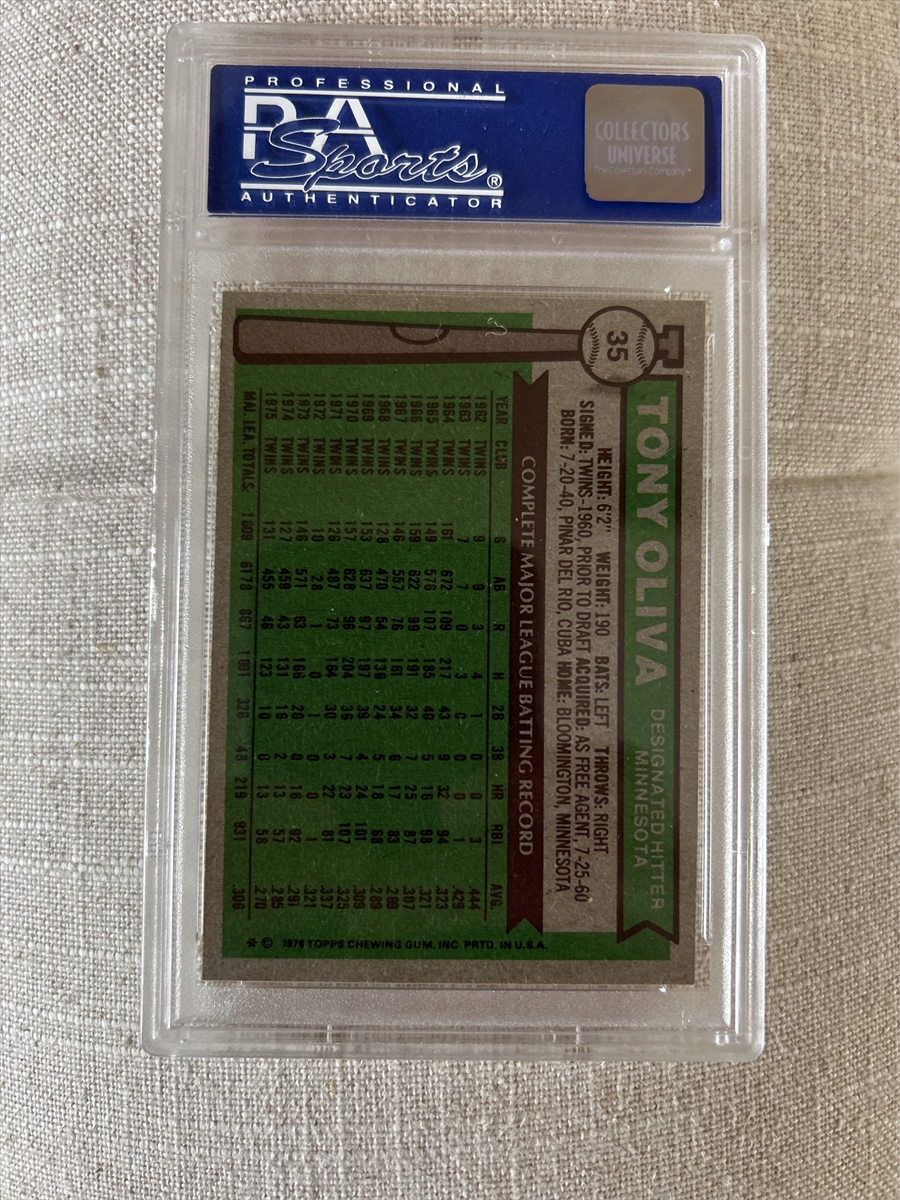 PROFESSIONAL
PSA
Sports®
AUTHENTICATOR
COLLECTORS
UNIVERSE
The Collectors Company™
35
TONY OLIVA
DESIGNATED HITTER
MINNESOTA
HEIGHT: 6'2" WEIGHT: 190 BATS: LEFT THROWS: RIGHT
SIGNED: TWINS-1960, PRIOR TO DRAFT ACQUIRED: AS FREE AGENT, 7-25-60
BORN: 7-20-40, PINAR DEL RIO, CUBA HOME: BLOOMINGTON, MINNESOTA
COMPLETE MAJOR LEAGUE BATTING RECORD
YEAR CLUB G AB R H 2B 3B HR RBI AVG.
1962 TWINS 9 9 3 4 1 0 0 3 .444
1963 TWINS 7 7 0 3 0 0 0 1 .429
1964 TWINS 161 672 109 217 43 9 32 94 .323
1965 TWINS 149 576 107 185 40 5 16 98 .321
1966 TWINS 159 622 99 191 32 7 25 87 .307
1967 TWINS 146 557 76 161 34 6 17 83 .289
1968 TWINS 128 470 54 136 24 5 18 68 .289
1969 TWINS 153 637 97 197 39 4 24 101 .309
1970 TWINS 157 628 96 204 36 7 23 107 .325
1971 TWINS 126 487 73 164 30 3 22 81 .337
1972 TWINS 10 28 1 9 1 0 0 1 .321
1973 TWINS 146 571 63 166 20 0 16 92 .291
1974 TWINS 127 459 43 131 16 2 13 57 .285
1975 TWINS 131 455 46 123 10 0 13 58 .270
MAJ. LEA. TOTALS: 1609 6178 867 1891 326 48 219 931 .306
* © 1976 TOPPS CHEWING GUM, INC PRTD. IN U.S.A.